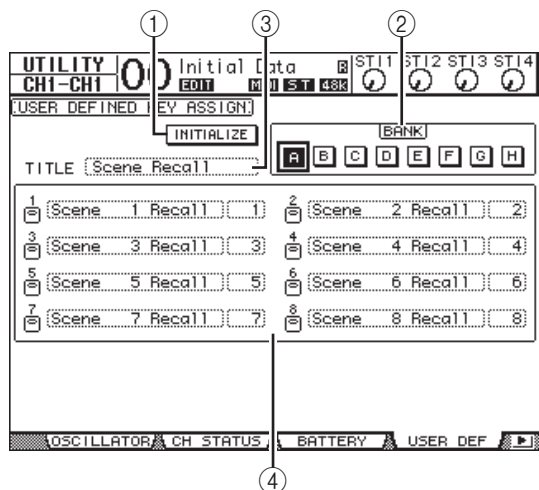 ① ③ ②
UTILITY 00 Initial Data R ST1 ST2 ST3 ST4
CH1-CH1 EDIT ST 48k
USER DEFINED KEY ASSIGN
INITIALIZE BANK
A B C D E F G H
TITLE Scene Recall
1 Scene 1 Recall 1 2 Scene 2 Recall 2
3 Scene 3 Recall 3 4 Scene 4 Recall 4
5 Scene 5 Recall 5 6 Scene 6 Recall 6
7 Scene 7 Recall 7 8 Scene 8 Recall 8
OSCILLATOR CH STATUS BATTERY USER DEF
④